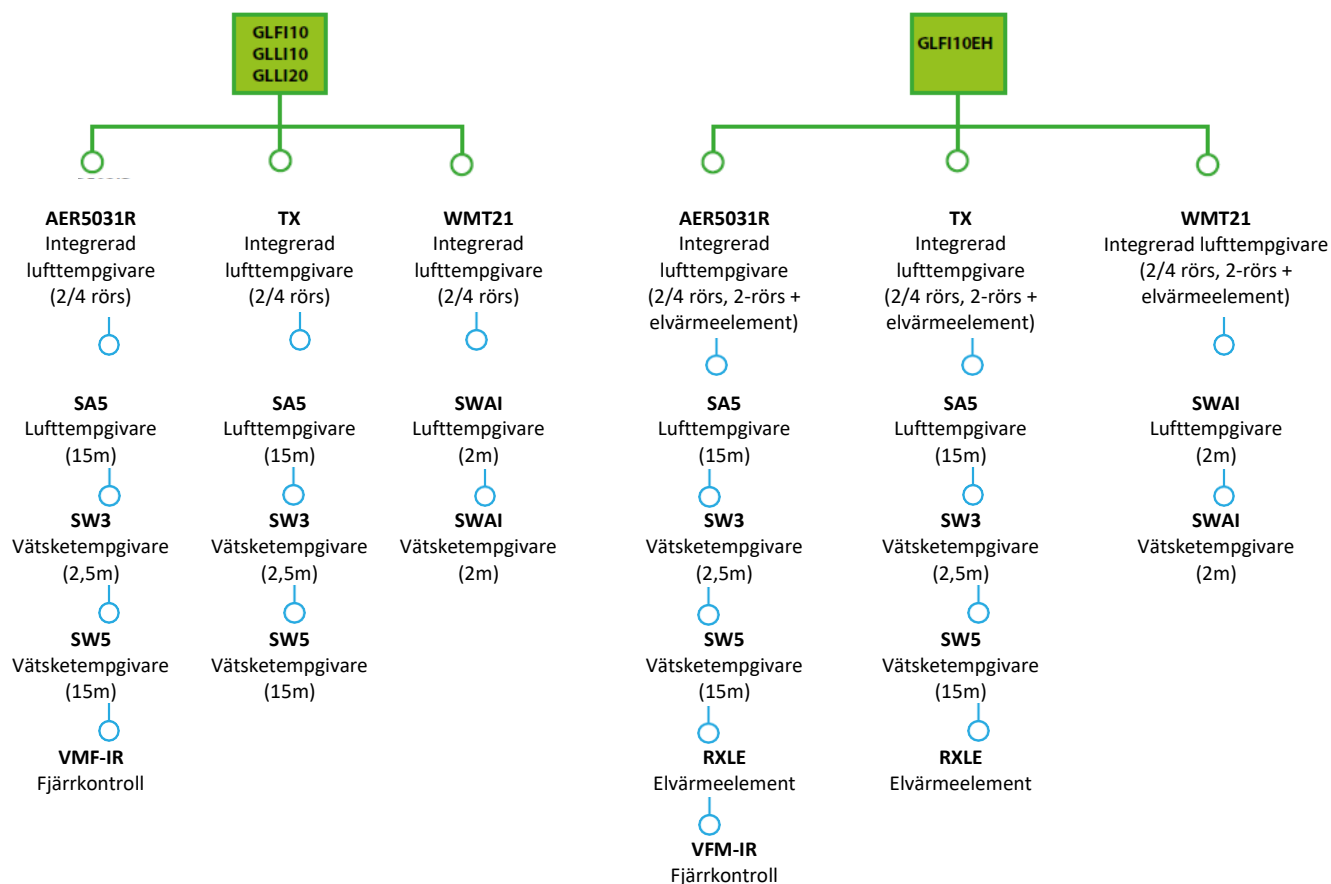 GLFI10
GLLI10
GLLI20
AER5031R
Integrerad
lufttempgivare
(2/4 rörs)
SA5
Lufttempgivare
(15m)
SW3
Vätsketempgivare
(2,5m)
SW5
Vätsketempgivare
(15m)
VMF-IR
Fjärrkontroll
TX
Integrerad
lufttempgivare
(2/4 rörs)
SA5
Lufttempgivare
(15m)
SW3
Vätsketempgivare
(2,5m)
SW5
Vätsketempgivare
(15m)
WMT21
Integrerad
lufttempgivare
(2/4 rörs)
SWAI
Lufttempgivare
(2m)
SWAI
Vätsketempgivare
(2m)
GLFI10EH
AER5031R
Integrerad
lufttempgivare
(2/4 rörs, 2-rörs +
elvärmeelement)
SA5
Lufttempgivare
(15m)
SW3
Vätsketempgivare
(2,5m)
SW5
Vätsketempgivare
(15m)
RXLE
Elvärmeelement
VFM-IR
Fjärrkontroll
TX
Integrerad
lufttempgivare
(2/4 rörs, 2-rörs +
elvärmeelement)
SA5
Lufttempgivare
(15m)
SW3
Vätsketempgivare
(2,5m)
SW5
Vätsketempgivare
(15m)
RXLE
Elvärmeelement
WMT21
Integrerad lufttempgivare
(2/4 rörs, 2-rörs +
elvärmeelement)
SWAI
Lufttempgivare
(2m)
SWAI
Vätsketempgivare
(2m)